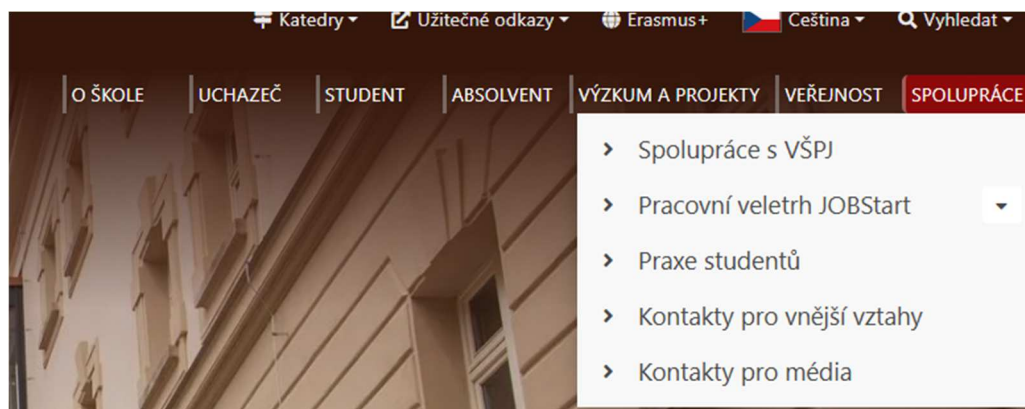 Katedry Užitečné odkazy Erasmus+ Čeština Vyhledat
O ŠKOLE UCHAZEČ STUDENT ABSOLVENT VÝZKUM A PROJEKTY VEŘEJNOST SPOLUPRÁCE
Spolupráce s VŠPJ
Pracovní veletrh JOBStart
Praxe studentů
Kontakty pro vnější vztahy
Kontakty pro média